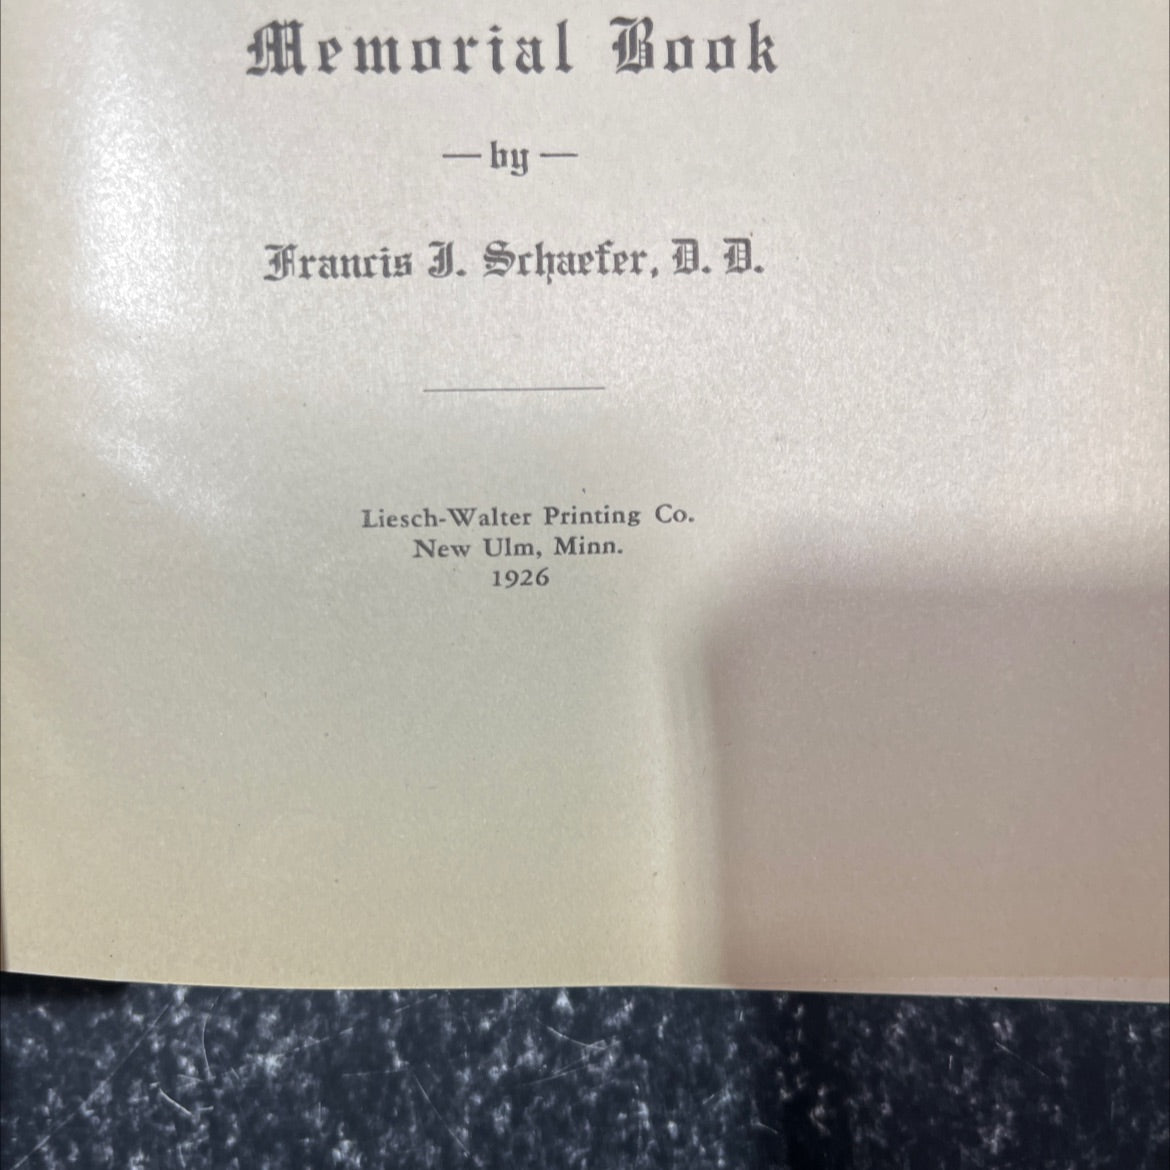 Memorial Book
— by —
Francis J. Schaefer, D. D.
Liesch-Walter Printing Co.
New Ulm, Minn.
1926